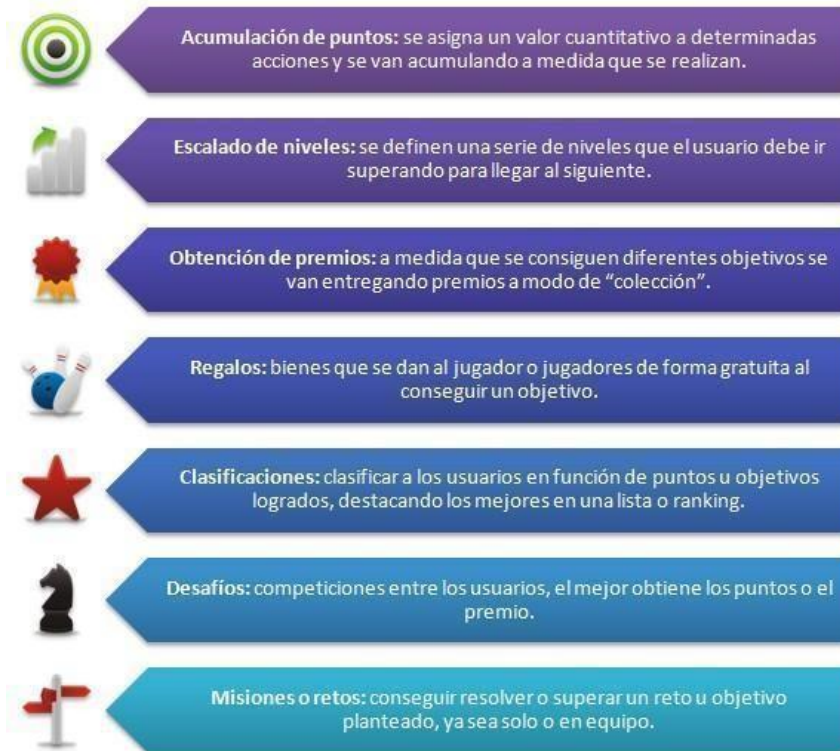 Acumulación de puntos: se asigna un valor cuantitativo a determinadas
acciones y se van acumulando a medida que se realizan.
Escalado de niveles: se definen una serie de niveles que el usuario debe ir
superando para llegar al siguiente.
Obtención de premios: a medida que se consiguen diferentes objetivos se
van entregando premios a modo de “colección”.
Regalos: bienes que se dan al jugador o jugadores de forma gratuita al
conseguir un objetivo.
Clasificaciones: clasificar a los usuarios en función de puntos u objetivos
logrados, destacando los mejores en una lista o ranking.
Desafíos: competiciones entre los usuarios, el mejor obtiene los puntos o el
premio.
Misiones o retos: conseguir resolver o superar un reto u objetivo
planteado, ya sea solo o en equipo.